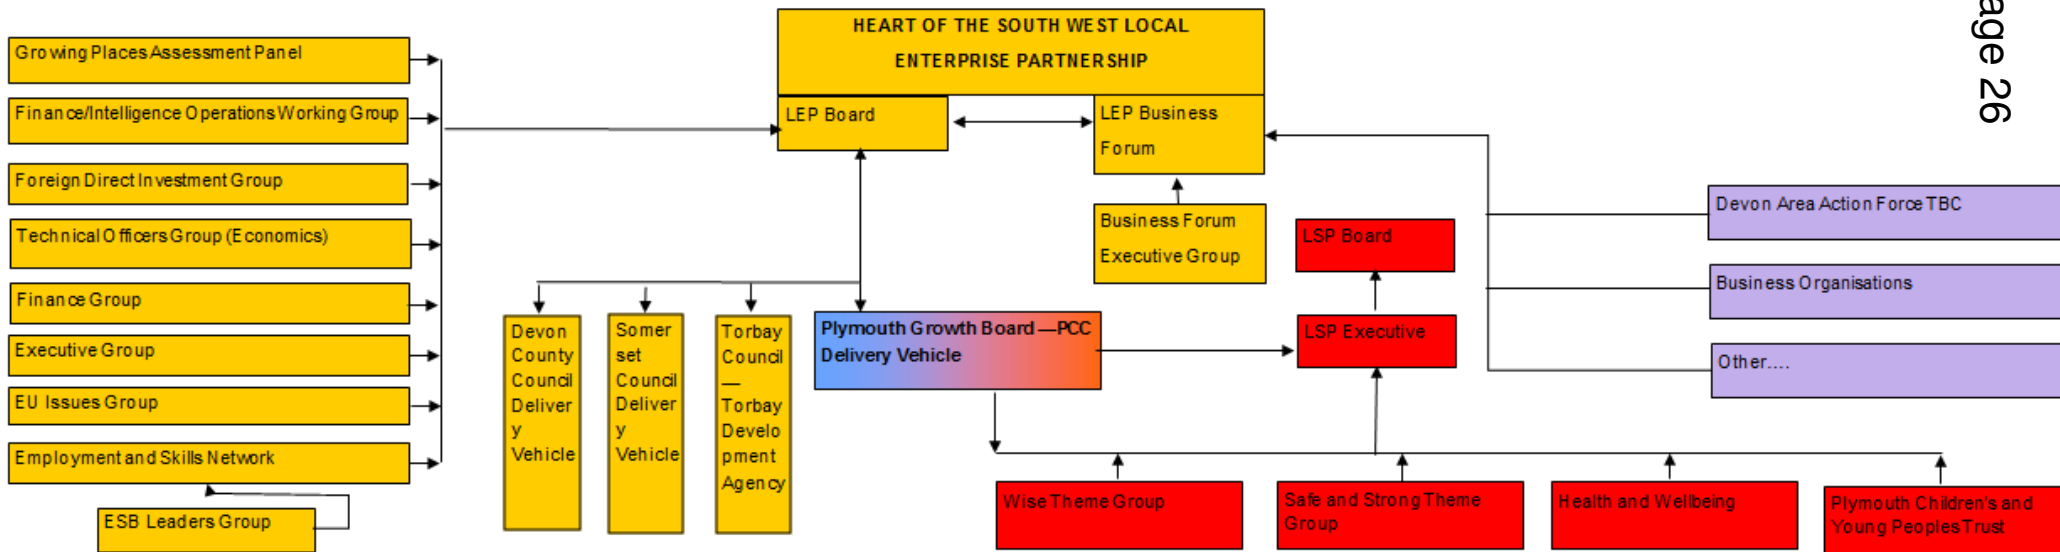 HEART OF THE SOUTH WEST LOCAL
ENTERPRISE PARTNERSHIP
LEP Board
LEP Business
Forum
Business Forum
Executive Group
Growing Places Assessment Panel
Finance/Intelligence Operations Working Group
Foreign Direct Investment Group
Technical Officers Group (Economics)
Finance Group
Executive Group
EU Issues Group
Employment and Skills Network
ESB Leaders Group
Devon
County
Council
Deliver
y
Vehicle
Somer
set
Council
Deliver
y
Vehicle
Torbay
Council
—
Torbay
Develo
pment
Agency
Plymouth Growth Board —PCC
Delivery Vehicle
LSP Board
LSP Executive
Devon Area Action Force TBC
Business Organisations
Other....
Wise Theme Group
Safe and Strong Theme
Group
Health and Wellbeing
Plymouth Children's and
Young Peoples Trust
age 26